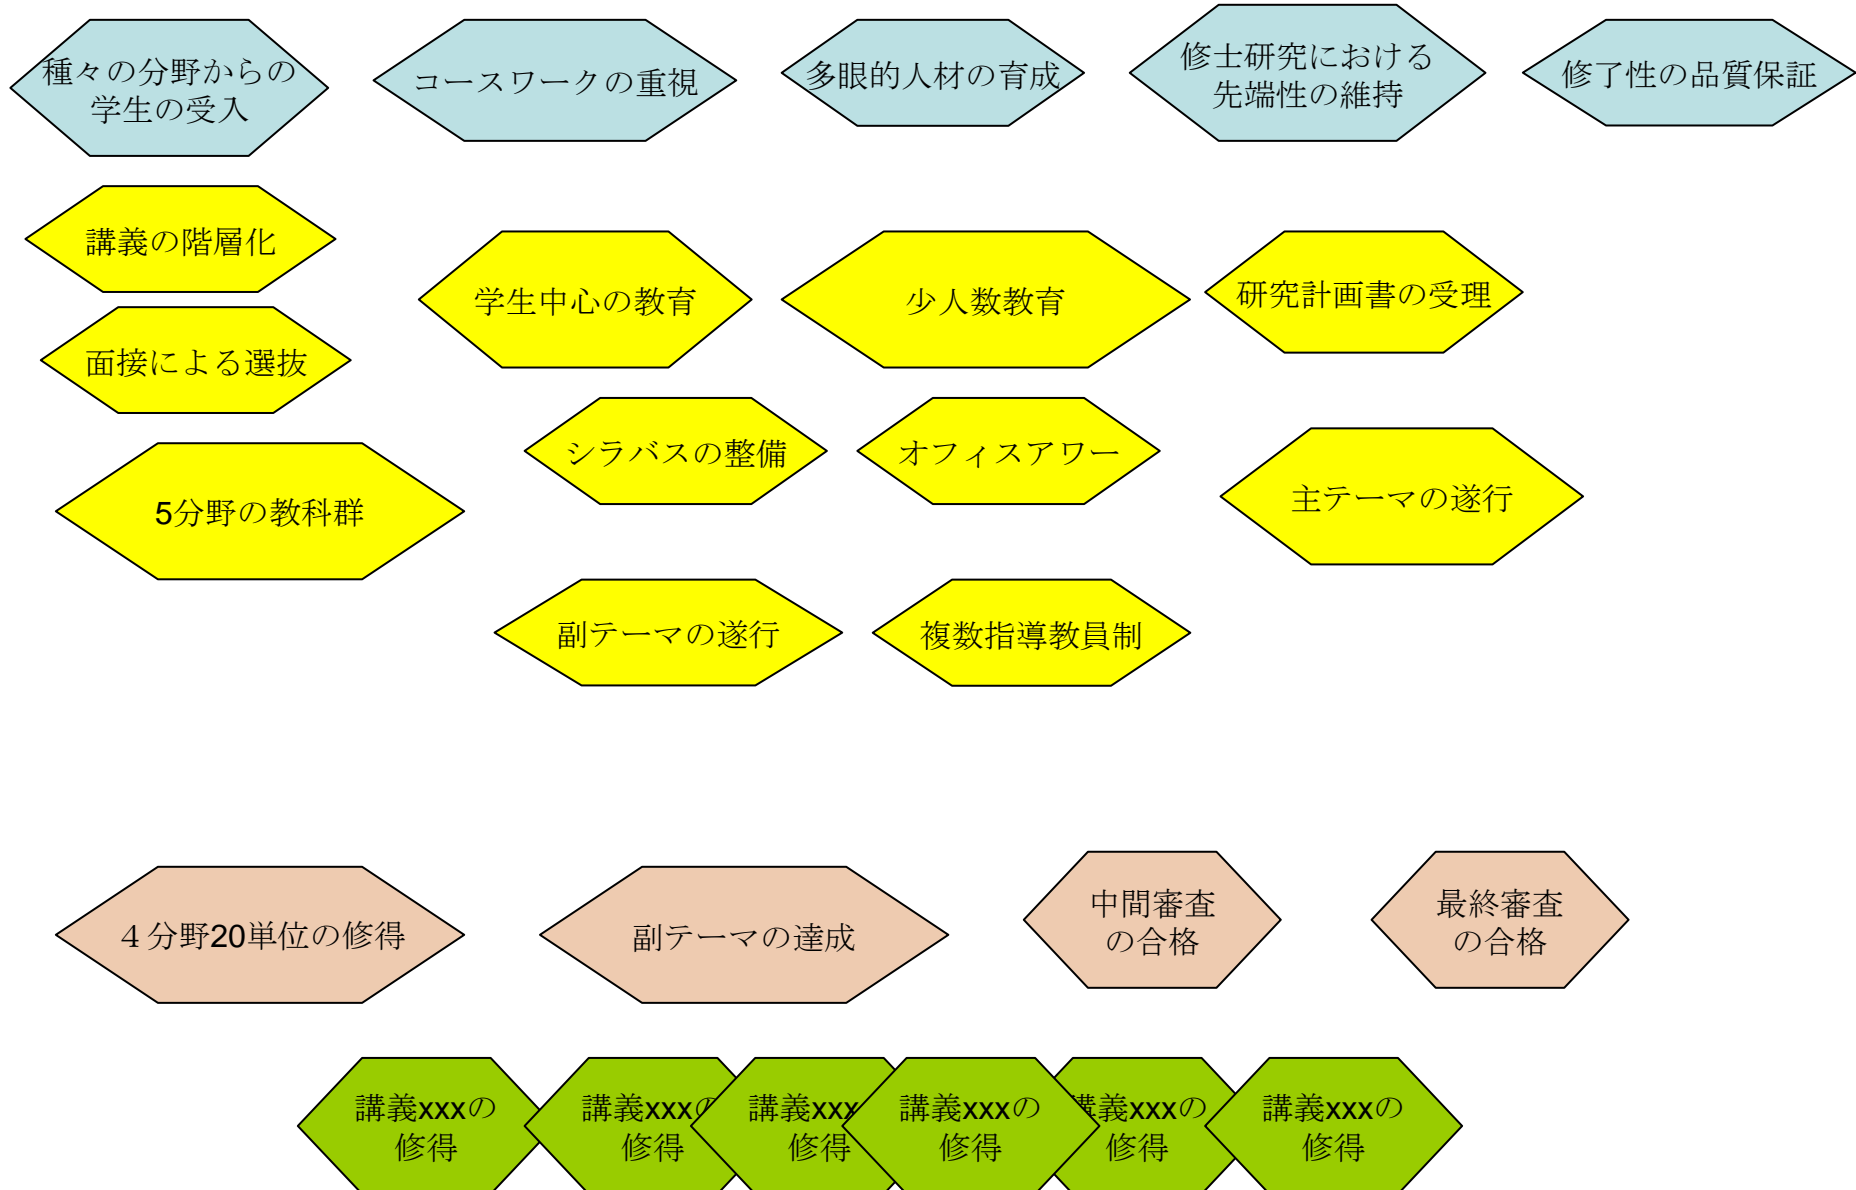 種々の分野からの
学生の受入
コースワークの重視
多眼的人材の育成
修士研究における
先端性の維持
修了性の品質保証
講義の階層化
学生中心の教育
少人数教育
研究計画書の受理
面接による選抜
シラバスの整備
オフィスアワー
5分野の教科群
主テーマの遂行
副テーマの遂行
複数指導教員制
４分野20単位の修得
副テーマの達成
中間審査
の合格
最終審査
の合格
講義xxxの
修得
講義xxxの
修得
講義xxx
修得
講義xxxの
修得
講義xxxの
修得
講義xxxの
修得